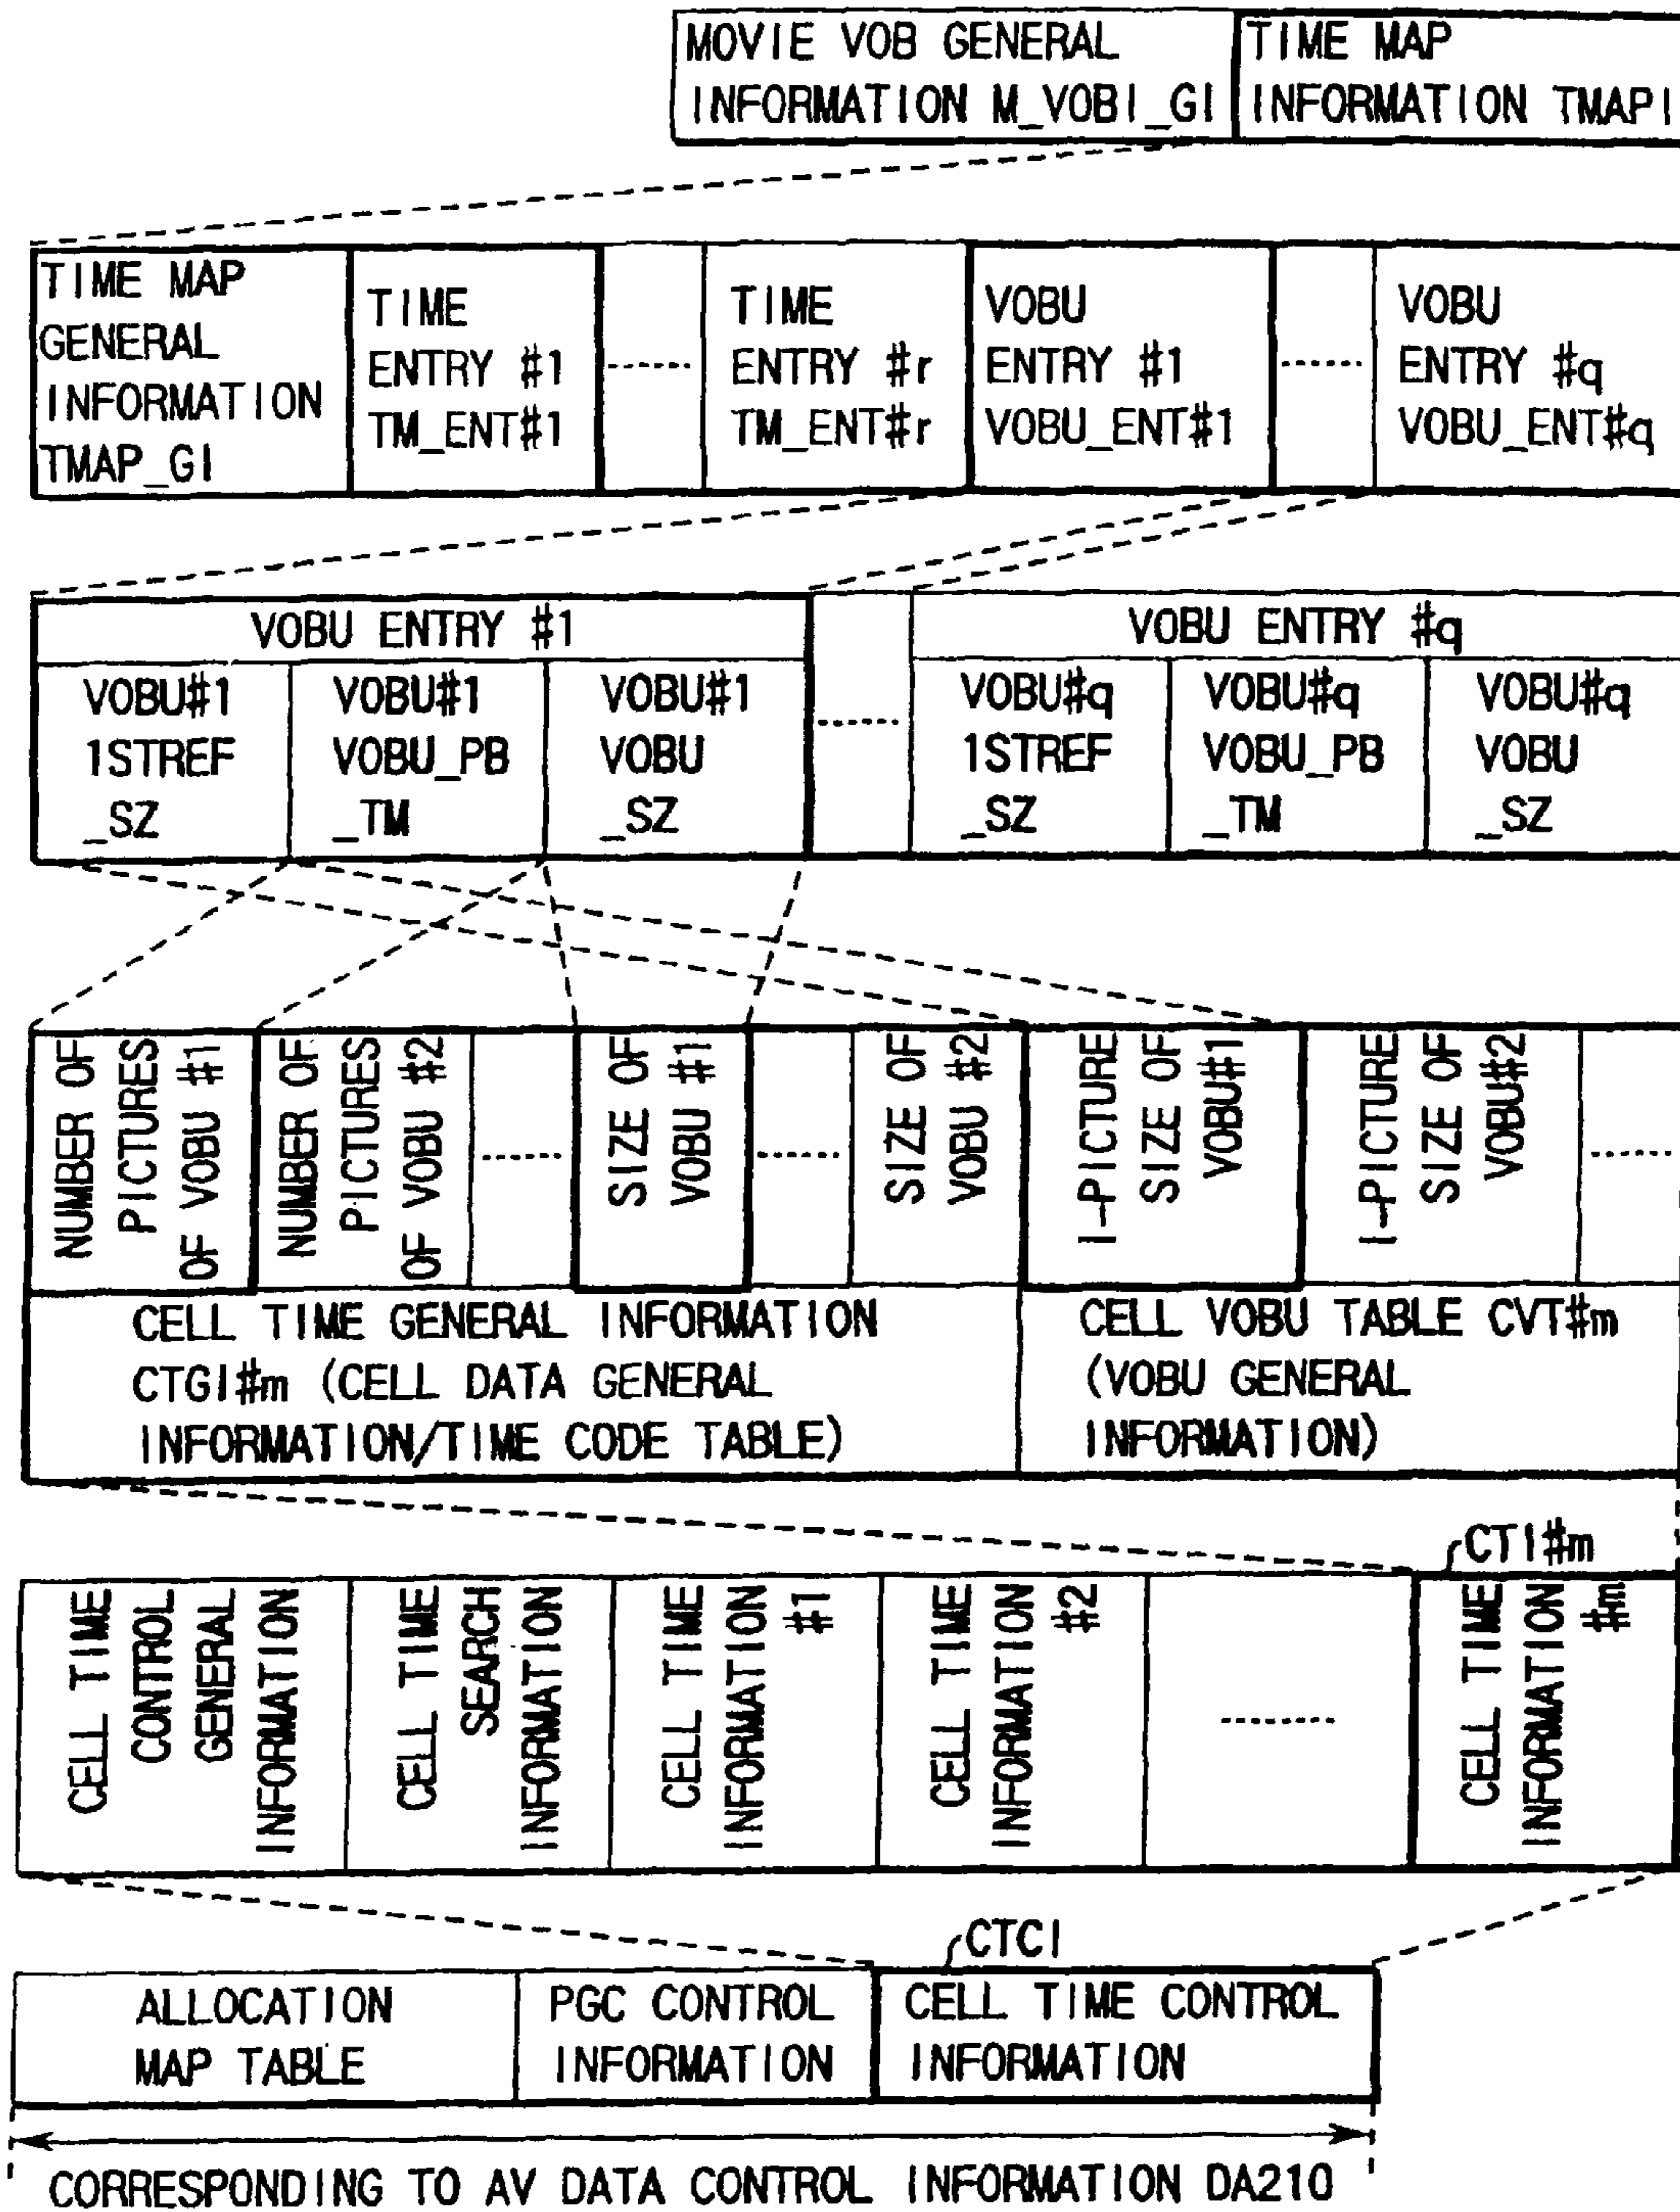 MOVIE VOB GENERAL
INFORMATION M_VOBI_GI
TIME MAP
INFORMATION TMAPI
TIME MAP
GENERAL
INFORMATION
TMAP_GI
TIME
ENTRY #1
TM_ENT#1
TIME
ENTRY #r
TM_ENT#r
VOBU
ENTRY #1
VOBU_ENT#1
VOBU
ENTRY #q
VOBU_ENT#q
VOBU ENTRY #1
VOBU ENTRY #q
VOBU#1
1STREF
_SZ
VOBU#1
VOBU_PB
_TM
VOBU#1
VOBU
_SZ
VOBU#q
1STREF
_SZ
VOBU#q
VOBU_PB
_TM
VOBU#q
VOBU
_SZ
NUMBER OF
PICTURES
OF VOBU #1
NUMBER OF
PICTURES
OF VOBU #2
SIZE OF
VOBU #1
SIZE OF
VOBU #2
I-PICTURE
SIZE OF
VOBU#1
I-PICTURE
SIZE OF
VOBU#2
CELL TIME GENERAL INFORMATION
CTGI#m (CELL DATA GENERAL
INFORMATION/TIME CODE TABLE)
CELL VOBU TABLE CVT#m
(VOBU GENERAL
INFORMATION)
CTI#m
CELL TIME
CONTROL
GENERAL
INFORMATION
CELL TIME
SEARCH
INFORMATION
CELL TIME
INFORMATION
#1
CELL TIME
INFORMATION
#2
CELL TIME
INFORMATION
#m
CTCI
ALLOCATION
MAP TABLE
PGC CONTROL
INFORMATION
CELL TIME CONTROL
INFORMATION
CORRESPONDING TO AV DATA CONTROL INFORMATION DA210